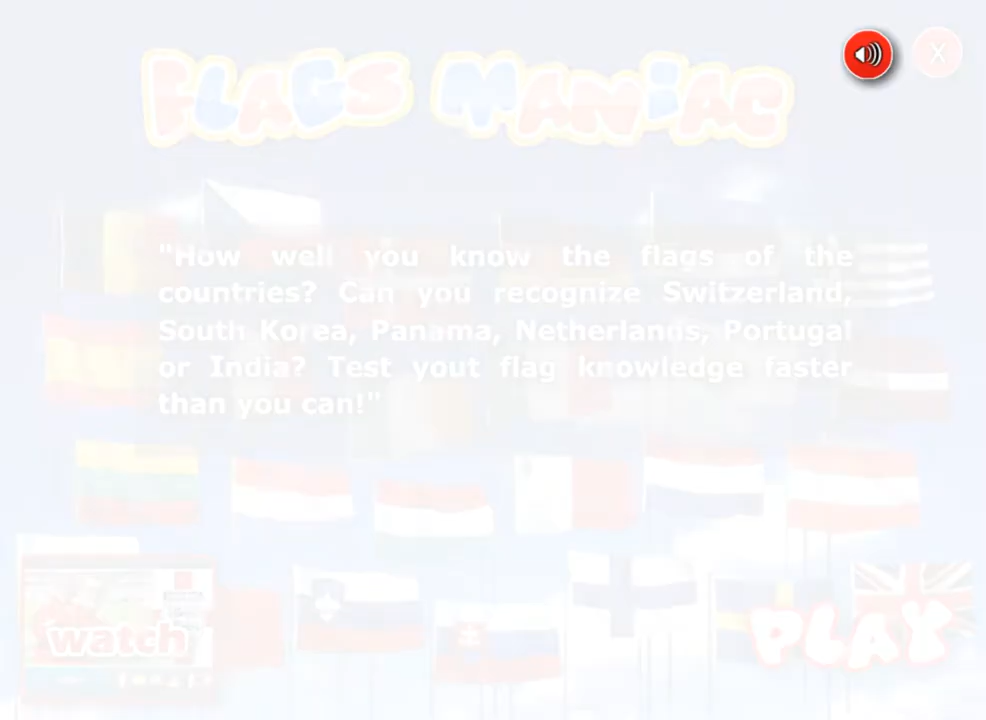 FLAGS MANiAC
X
"How well you know the flags of the
countries? Can you recognize Switzerland,
South Korea, Panama, Netherlands, Portugal
or India? Test yout flag knowledge faster
than you can!"
watch
PLAY